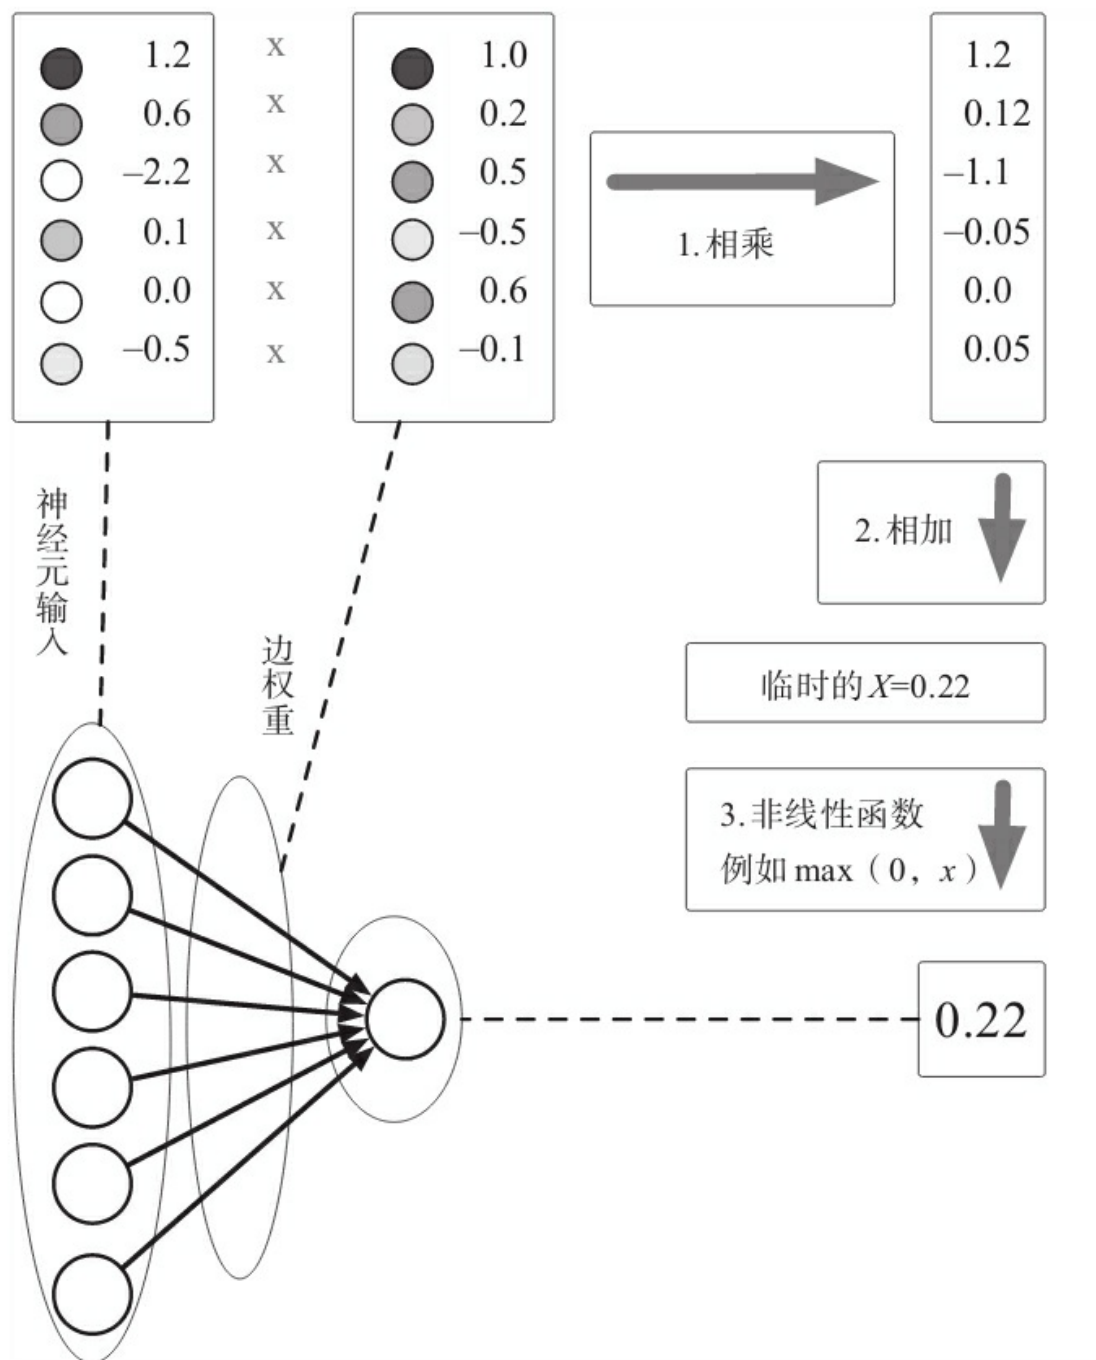 1.2 x 1.0
0.6 x 0.2
–2.2 x 0.5
0.1 x –0.5
0.0 x 0.6
–0.5 x –0.1
1.相乘
1.2
0.12
–1.1
–0.05
0.0
0.05
2.相加
临时的X=0.22
3.非线性函数
例如max（0，x）
0.22
神经元输入
边权重